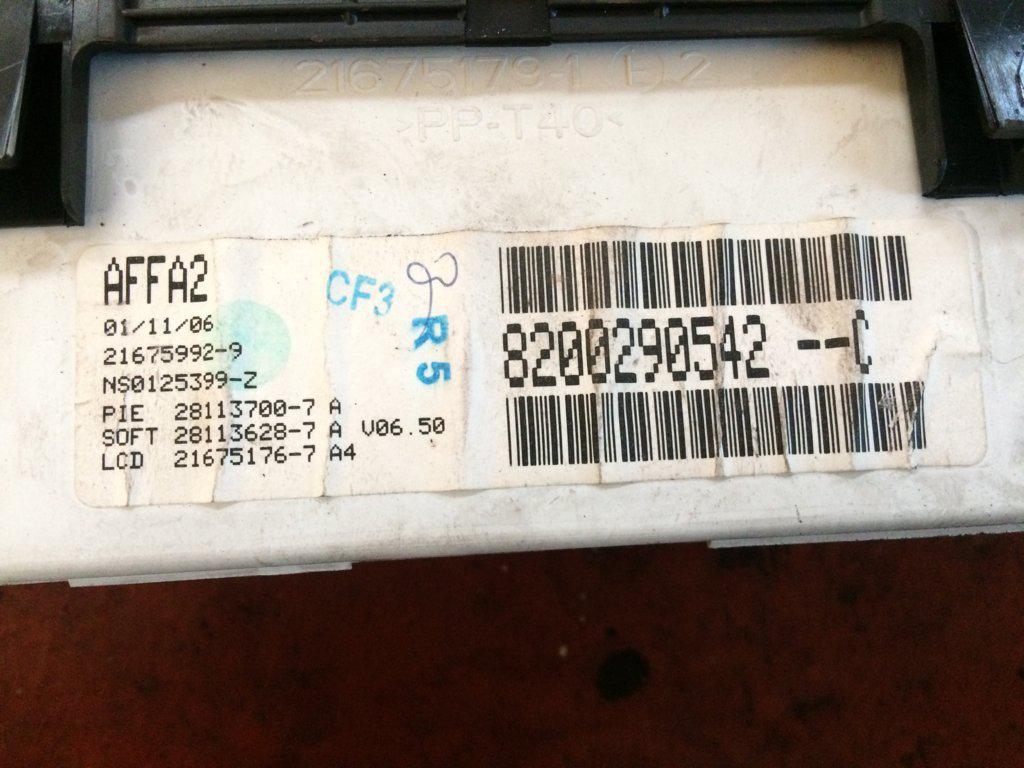 21675179-1 (E) 2
>PP-T40<
AFFA2
01/11/06
21675992-9
NS0125399-Z
PIE 28113700-7 A
SOFT 28113628-7 A V06.50
LCD 21675176-7 A4
CF3
R5
8200290542 --C